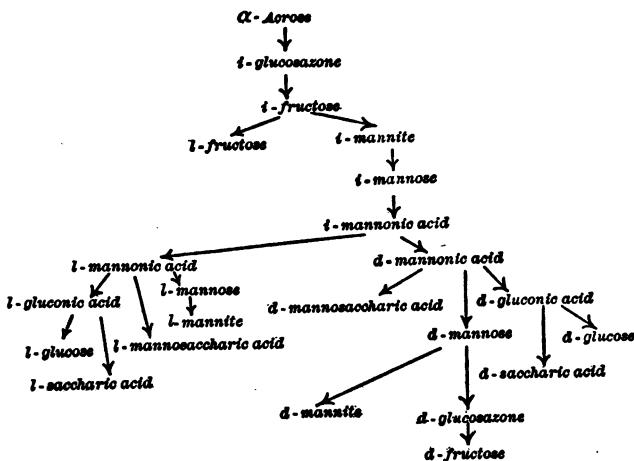 α-Acrose
i-glucosazone
i-fructose
l-fructose
i-mannite
i-mannose
i-mannonic acid
l-mannonic acid
d-mannonic acid
l-gluconic acid
l-mannose
d-mannosaccharic acid
d-gluconic acid
l-mannite
d-mannose
d-glucose
l-glucose
l-mannosaccharic acid
l-saccharic acid
d-saccharic acid
d-mannite
d-glucosazone
d-fructose